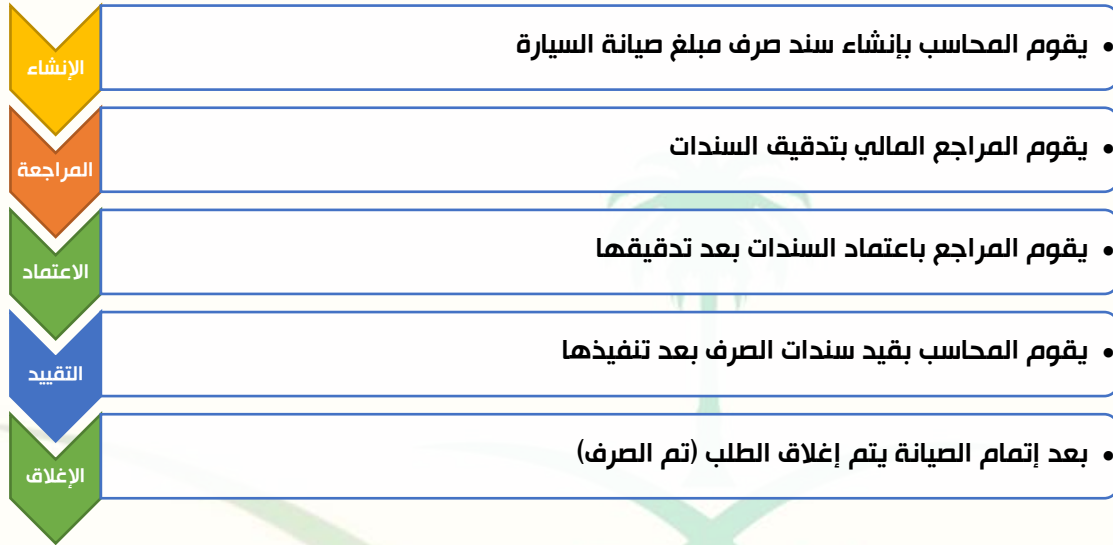 الإنشاء
• يقوم المحاسب بإنشاء سند صرف مبلغ صيانة السيارة
المراجعة
• يقوم المراجع المالي بتدقيق السندات
الاعتماد
• يقوم المراجع باعتماد السندات بعد تدقيقها
التقييد
• يقوم المحاسب بقيد سندات الصرف بعد تنفيذها
الإغلاق
• بعد إتمام الصيانة يتم إغلاق الطلب (تم الصرف)